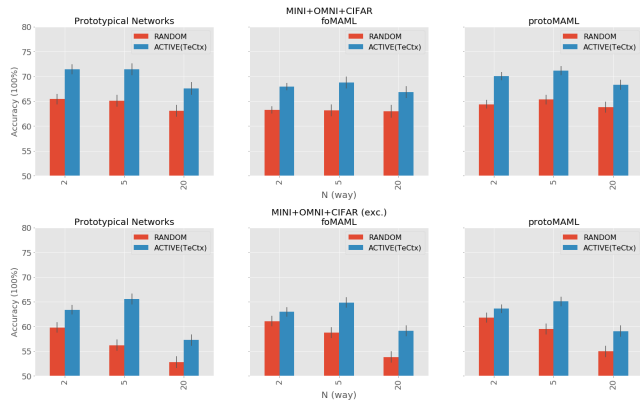 MINI+OMNI+CIFAR
Prototypical Networks
foMAML
protoMAML
80
75
70
65
60
55
50
Accuracy (100%)
RANDOM
ACTIVE(TeCtx)
RANDOM
ACTIVE(TeCtx)
RANDOM
ACTIVE(TeCtx)
2
5
20
2
5
20
2
5
20
N (way)
MINI+OMNI+CIFAR (exc.)
Prototypical Networks
foMAML
protoMAML
80
75
70
65
60
55
50
Accuracy (100%)
RANDOM
ACTIVE(TeCtx)
RANDOM
ACTIVE(TeCtx)
RANDOM
ACTIVE(TeCtx)
2
5
20
2
5
20
2
5
20
N (way)